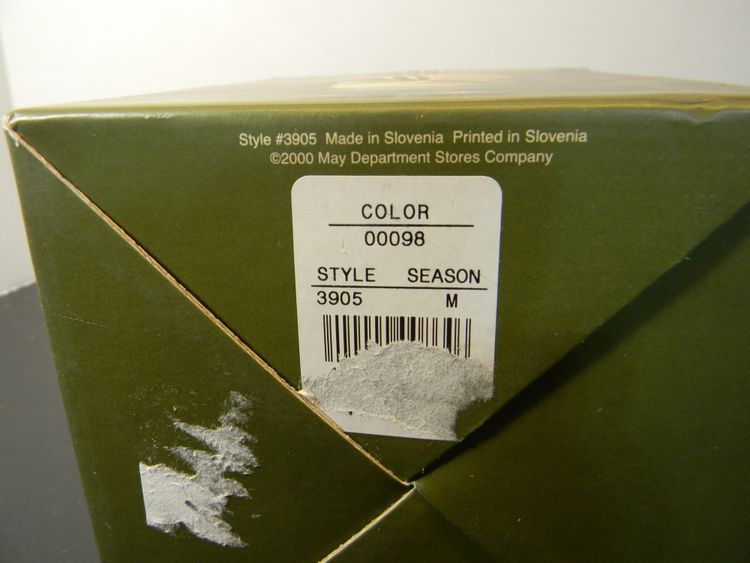 Style #3905 Made in Slovenia Printed in Slovenia
©2000 May Department Stores Company
COLOR
00098
STYLE SEASON
3905 M